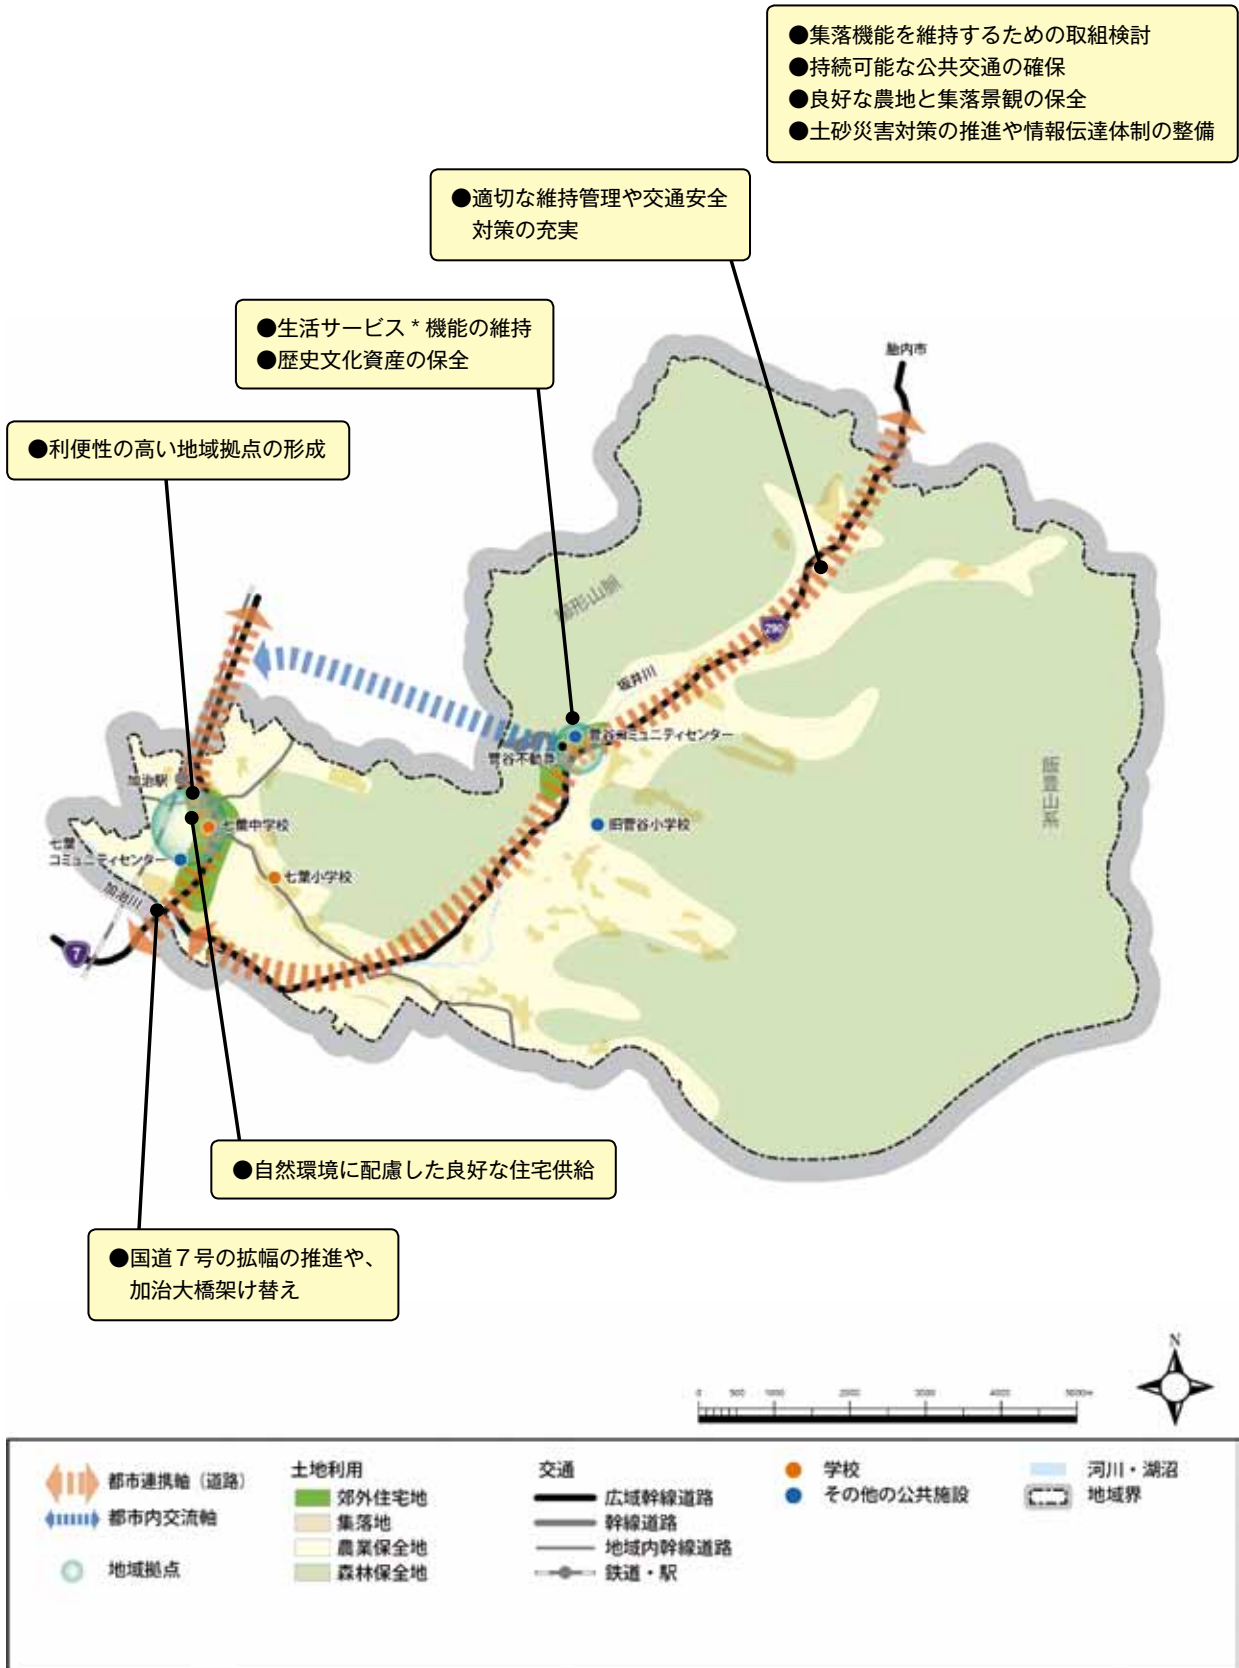 ●集落機能を維持するための取組検討
●持続可能な公共交通の確保
●良好な農地と集落景観の保全
●土砂災害対策の推進や情報伝達体制の整備
●適切な維持管理や交通安全
対策の充実
●生活サービス*機能の維持
●歴史文化資産の保全
●利便性の高い地域拠点の形成
胎内市
櫛形山脈
290
坂井川
菅谷コミュニティセンター
菅谷不動尊
加治駅
七葉中学校
旧菅谷小学校
七葉
コミュニティセンター
七葉小学校
加治川
7
飯豊山系
●自然環境に配慮した良好な住宅供給
●国道7号の拡幅の推進や、
加治大橋架け替え
N
0 500 1000 2000 3000 4000 5000m
都市連携軸（道路）
都市内交流軸
地域拠点
土地利用
郊外住宅地
集落地
農業保全地
森林保全地
交通
広域幹線道路
幹線道路
地域内幹線道路
鉄道・駅
学校
その他の公共施設
河川・湖沼
地域界